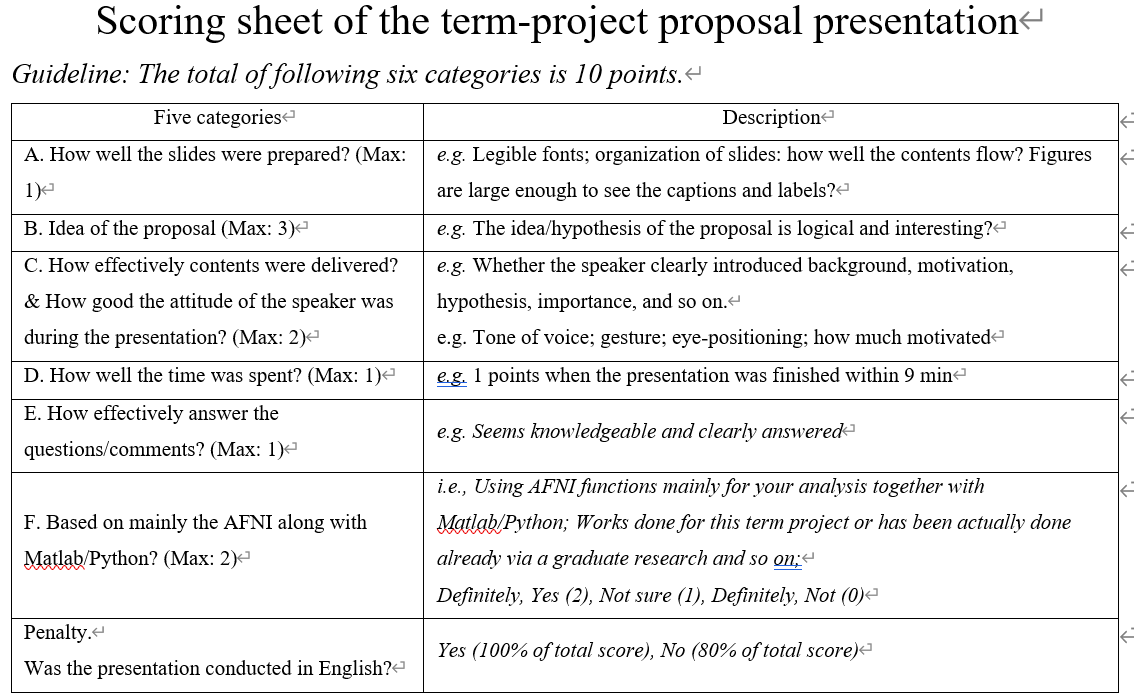 Scoring sheet of the term-project proposal presentation
Guideline: The total of following six categories is 10 points.
Five categories
Description
A. How well the slides were prepared? (Max:
1)
e.g. Legible fonts; organization of slides: how well the contents flow? Figures
are large enough to see the captions and labels?
B. Idea of the proposal (Max: 3)
e.g. The idea/hypothesis of the proposal is logical and interesting?
C. How effectively contents were delivered?
& How good the attitude of the speaker was
during the presentation? (Max: 2)
e.g. Whether the speaker clearly introduced background, motivation,
hypothesis, importance, and so on.
e.g. Tone of voice; gesture; eye-positioning; how much motivated
D. How well the time was spent? (Max: 1)
e.g. 1 points when the presentation was finished within 9 min
E. How effectively answer the
questions/comments? (Max: 1)
e.g. Seems knowledgeable and clearly answered
F. Based on mainly the AFNI along with
Matlab/Python? (Max: 2)
i.e., Using AFNI functions mainly for your analysis together with
Matlab/Python; Works done for this term project or has been actually done
already via a graduate research and so on;
Definitely, Yes (2), Not sure (1), Definitely, Not (0)
Penalty.
Was the presentation conducted in English?
Yes (100% of total score), No (80% of total score)